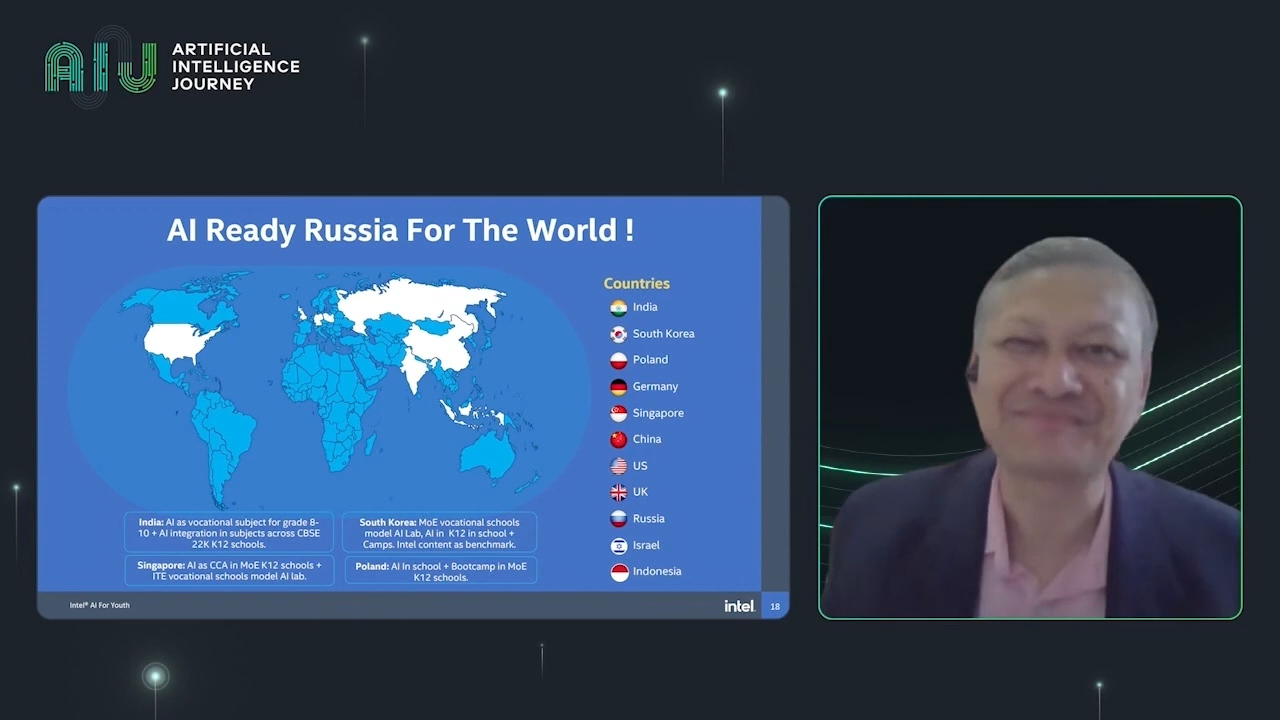 AIJ
ARTIFICIAL
INTELLIGENCE
JOURNEY
AI Ready Russia For The World !
Countries
India
South Korea
Poland
Germany
Singapore
China
US
UK
Russia
Israel
Indonesia
India: AI as vocational subject for grade 8-
10 + AI integration in subjects across CBSE
22K K12 schools.
South Korea: MoE vocational schools
model AI Lab, AI in K12 in school +
Camps. Intel content as benchmark.
Singapore: AI as CCA in MoE K12 schools +
ITE vocational schools model AI lab.
Poland: AI In school + Bootcamp in MoE
K12 schools.
Intel® AI For Youth
intel.
18